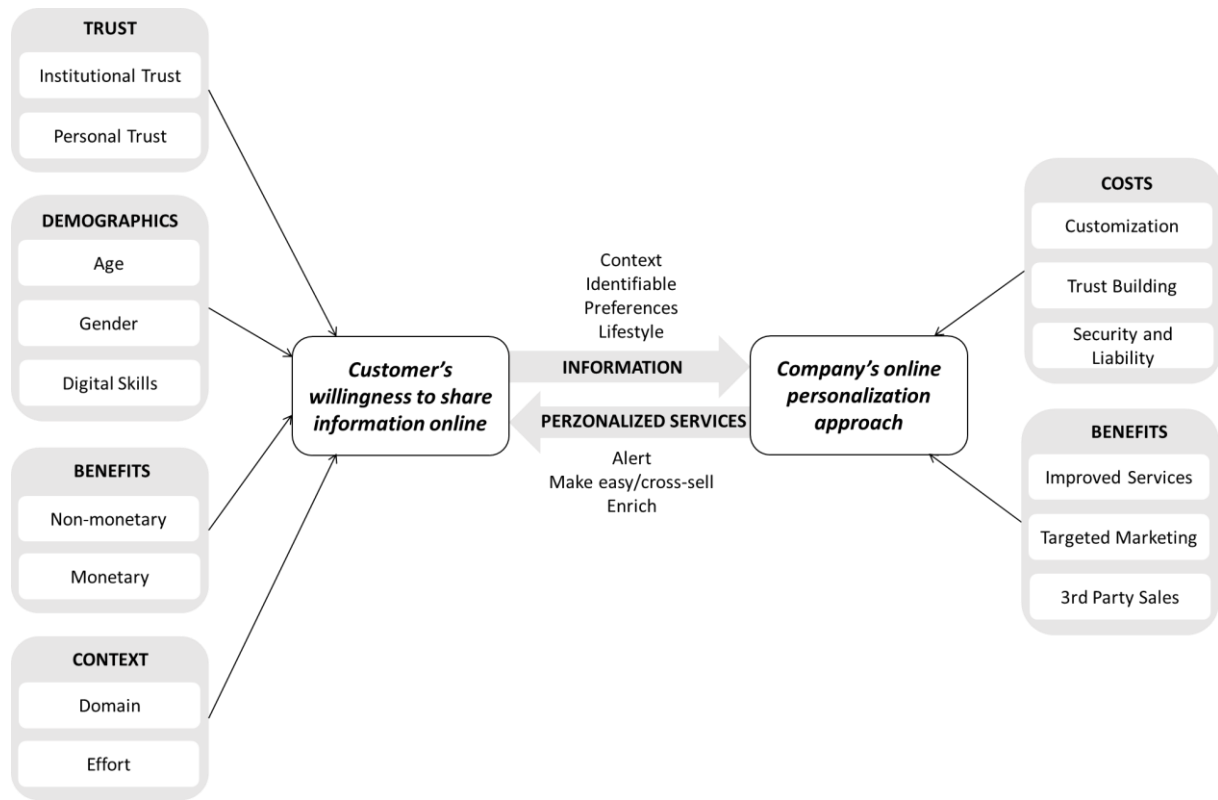 TRUST
Institutional Trust
Personal Trust
DEMOGRAPHICS
Age
Gender
Digital Skills
BENEFITS
Non-monetary
Monetary
CONTEXT
Domain
Effort
Customer's
willingness to share
information online
Context
Identifiable
Preferences
Lifestyle
INFORMATION
PERZONALIZED SERVICES
Alert
Make easy/cross-sell
Enrich
Company's online
personalization
approach
COSTS
Customization
Trust Building
Security and
Liability
BENEFITS
Improved Services
Targeted Marketing
3rd Party Sales